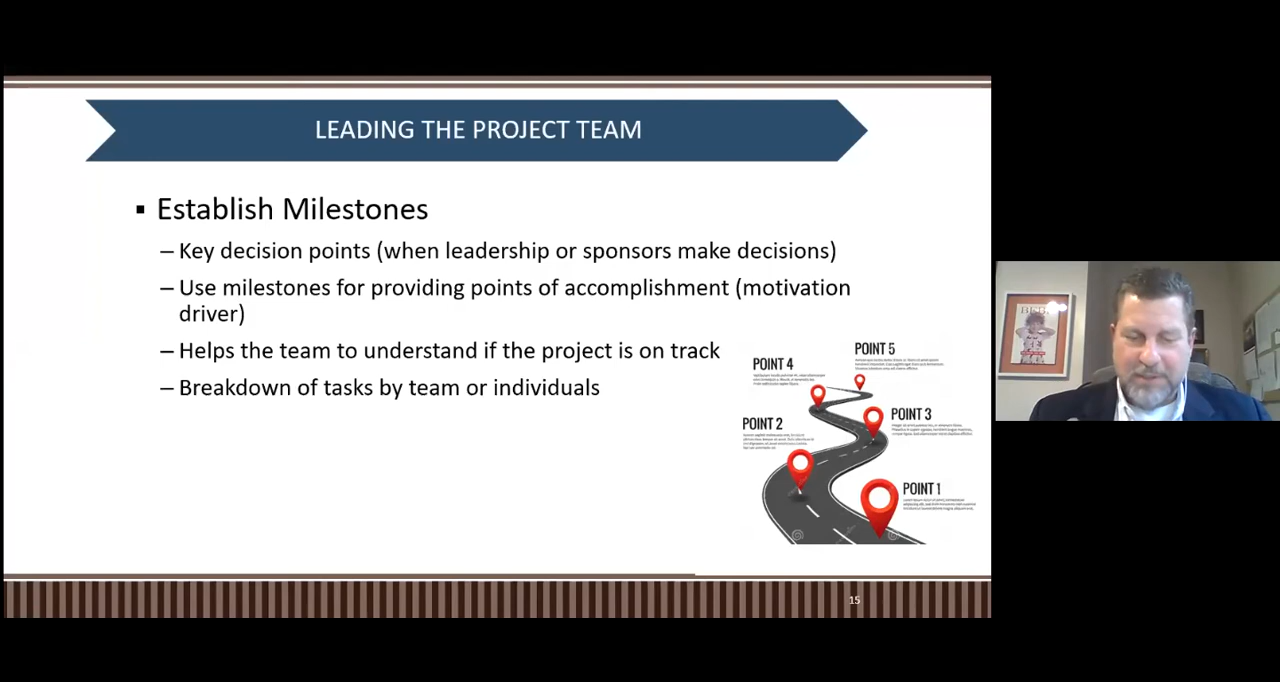 LEADING THE PROJECT TEAM
▪ Establish Milestones
– Key decision points (when leadership or sponsors make decisions)
– Use milestones for providing points of accomplishment (motivation
driver)
– Helps the team to understand if the project is on track
– Breakdown of tasks by team or individuals
POINT 5
POINT 4
POINT 3
POINT 2
POINT 1
15